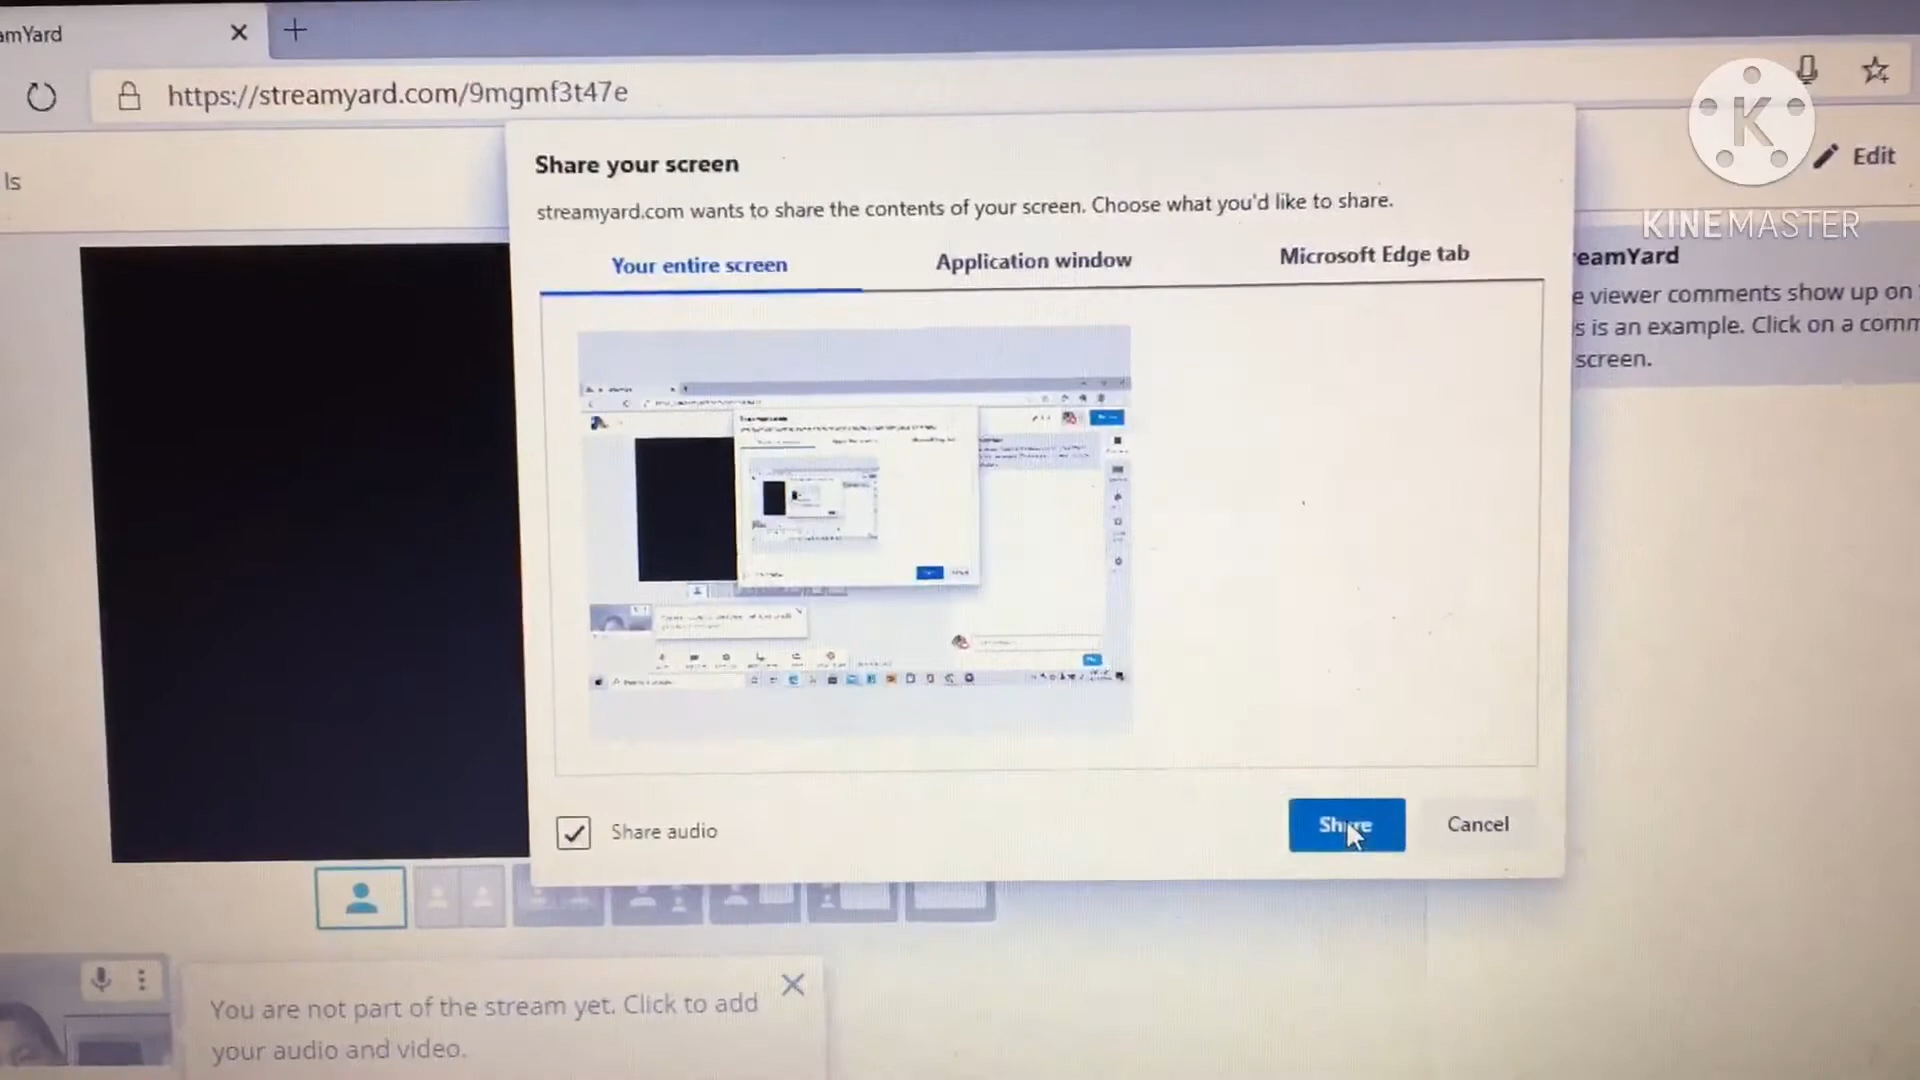 amYard
https://streamyard.com/9mgmf3t47e
K
KINEMASTER
Edit
ls
Share your screen
streamyard.com wants to share the contents of your screen. Choose what you'd like to share.
Your entire screen
Application window
Microsoft Edge tab
eamYard
e viewer comments show up on
s is an example. Click on a comm
screen.
Share audio
Share
Cancel
You are not part of the stream yet. Click to add
your audio and video.